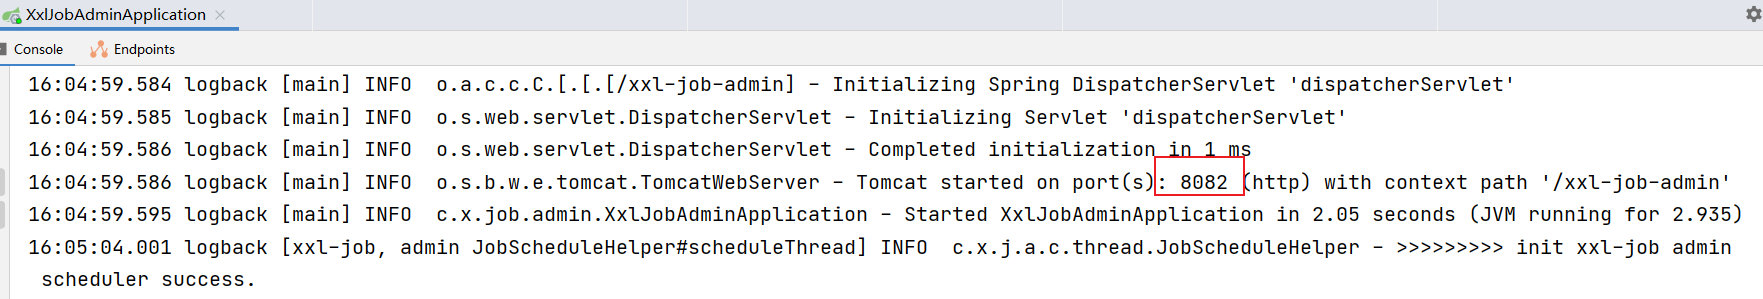 XxlJobAdminApplication
Console Endpoints
16:04:59.584 logback [main] INFO  o.a.c.c.C.[.[.[/xxl-job-admin] - Initializing Spring DispatcherServlet 'dispatcherServlet'
16:04:59.585 logback [main] INFO  o.s.web.servlet.DispatcherServlet - Initializing Servlet 'dispatcherServlet'
16:04:59.586 logback [main] INFO  o.s.web.servlet.DispatcherServlet - Completed initialization in 1 ms
16:04:59.586 logback [main] INFO  o.s.b.w.e.tomcat.TomcatWebServer - Tomcat started on port(s): 8082 (http) with context path '/xxl-job-admin'
16:04:59.595 logback [main] INFO  c.x.job.admin.XxlJobAdminApplication - Started XxlJobAdminApplication in 2.05 seconds (JVM running for 2.935)
16:05:04.001 logback [xxl-job, admin JobScheduleHelper#scheduleThread] INFO  c.x.j.a.c.thread.JobScheduleHelper - >>>>>>>>> init xxl-job admin
scheduler success.